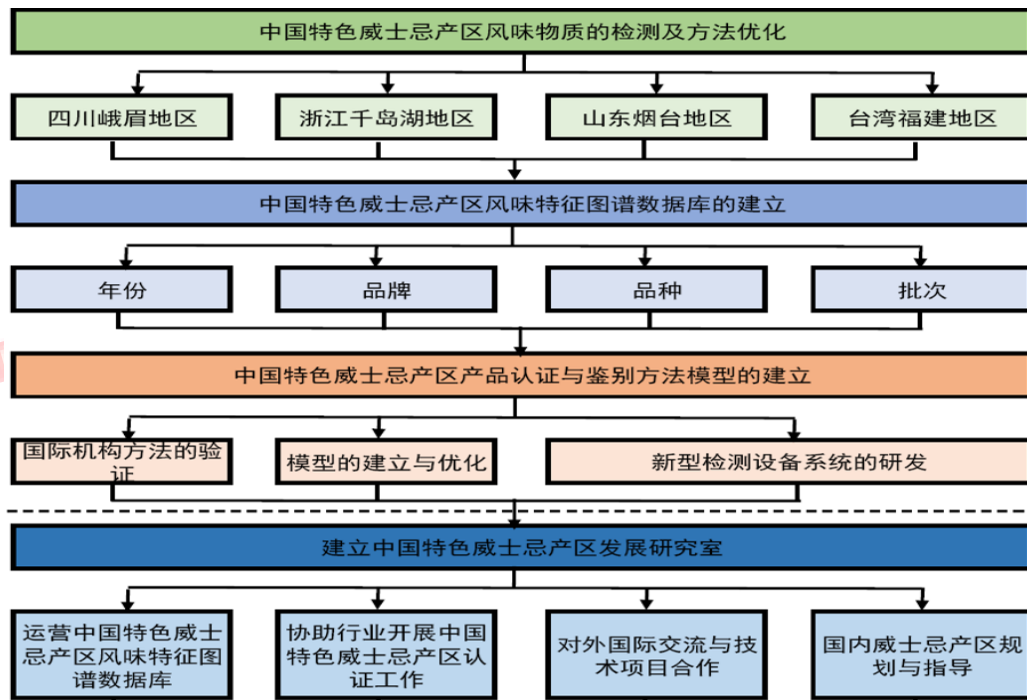 中国特色威士忌产区风味物质的检测及方法优化
四川峨眉地区
浙江千岛湖地区
山东烟台地区
台湾福建地区
中国特色威士忌产区风味特征图谱数据库的建立
年份
品牌
品种
批次
中国特色威士忌产区产品认证与鉴别方法模型的建立
国际机构方法的验
证
模型的建立与优化
新型检测设备系统的研发
建立中国特色威士忌产区发展研究室
运营中国特色威士
忌产区风味特征图
谱数据库
协助行业开展中国
特色威士忌产区认
证工作
对外国际交流与技
术项目合作
国内威士忌产区规
划与指导